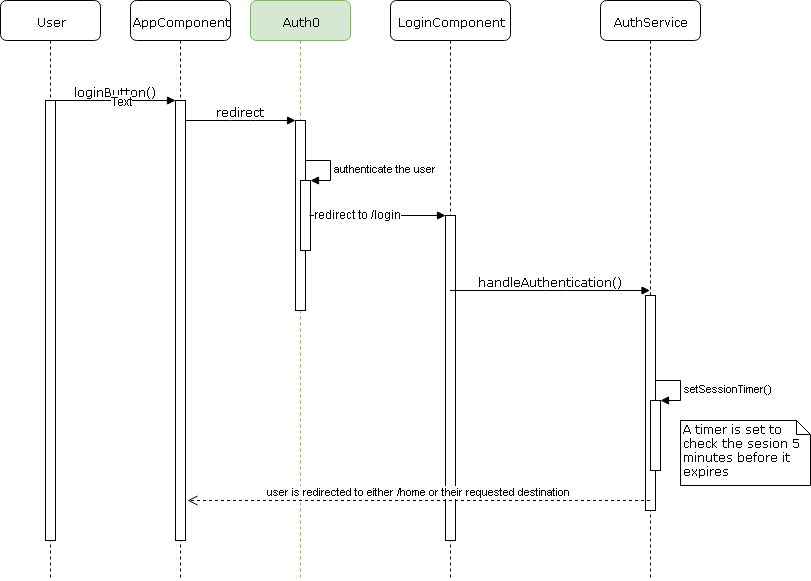 User
AppComponent
Auth0
LoginComponent
AuthService
loginButton()
Text
redirect
authenticate the user
redirect to /login
handleAuthentication()
setSessionTimer()
A timer is set to
check the sesion 5
minutes before it
expires
user is redirected to either /home or their requested destination